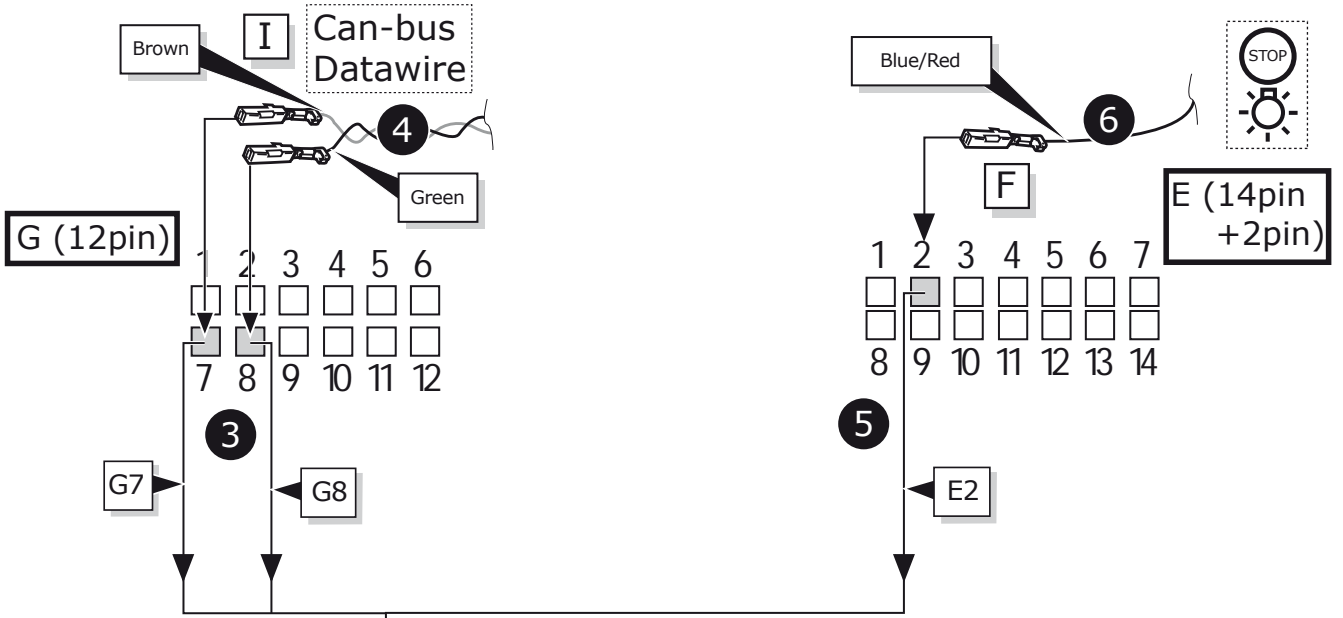 Brown
I
Can-bus
Datawire
4
Green
G (12pin)
1 2 3 4 5 6
7 8 9 10 11 12
3
G7
G8
Blue/Red
6
STOP
F
E (14pin
+2pin)
1 2 3 4 5 6 7
8 9 10 11 12 13 14
5
E2